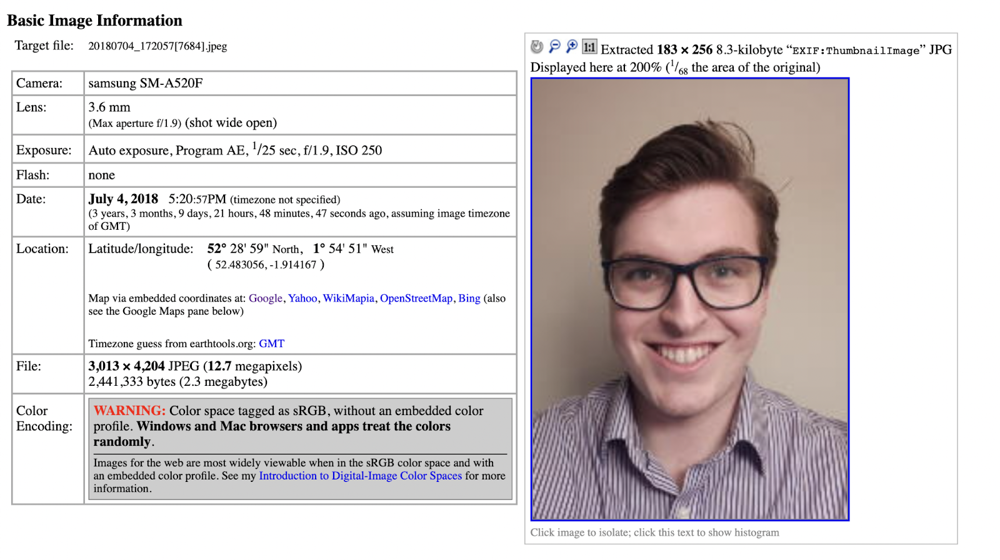 Basic Image Information
Target file: 20180704_172057[7684].jpeg
Camera: samsung SM-A520F
Lens: 3.6 mm
(Max aperture f/1.9) (shot wide open)
Exposure: Auto exposure, Program AE, 1/25 sec, f/1.9, ISO 250
Flash: none
Date: July 4, 2018 5:20:57PM (timezone not specified)
(3 years, 3 months, 9 days, 21 hours, 48 minutes, 47 seconds ago, assuming image timezone
of GMT)
Location: Latitude/longitude: 52° 28' 59" North, 1° 54' 51" West
( 52.483056, -1.914167 )
Map via embedded coordinates at: Google, Yahoo, WikiMapia, OpenStreetMap, Bing (also
see the Google Maps pane below)
Timezone guess from earthtools.org: GMT
File: 3,013 × 4,204 JPEG (12.7 megapixels)
2,441,333 bytes (2.3 megabytes)
Color
Encoding:
WARNING: Color space tagged as sRGB, without an embedded color
profile. Windows and Mac browsers and apps treat the colors
randomly.
Images for the web are most widely viewable when in the sRGB color space and with
an embedded color profile. See my Introduction to Digital-Image Color Spaces for more
information.
1:1 Extracted 183 × 256 8.3-kilobyte “EXIF:ThumbnailImage” JPG
Displayed here at 200% (1/68 the area of the original)
Click image to isolate; click this text to show histogram